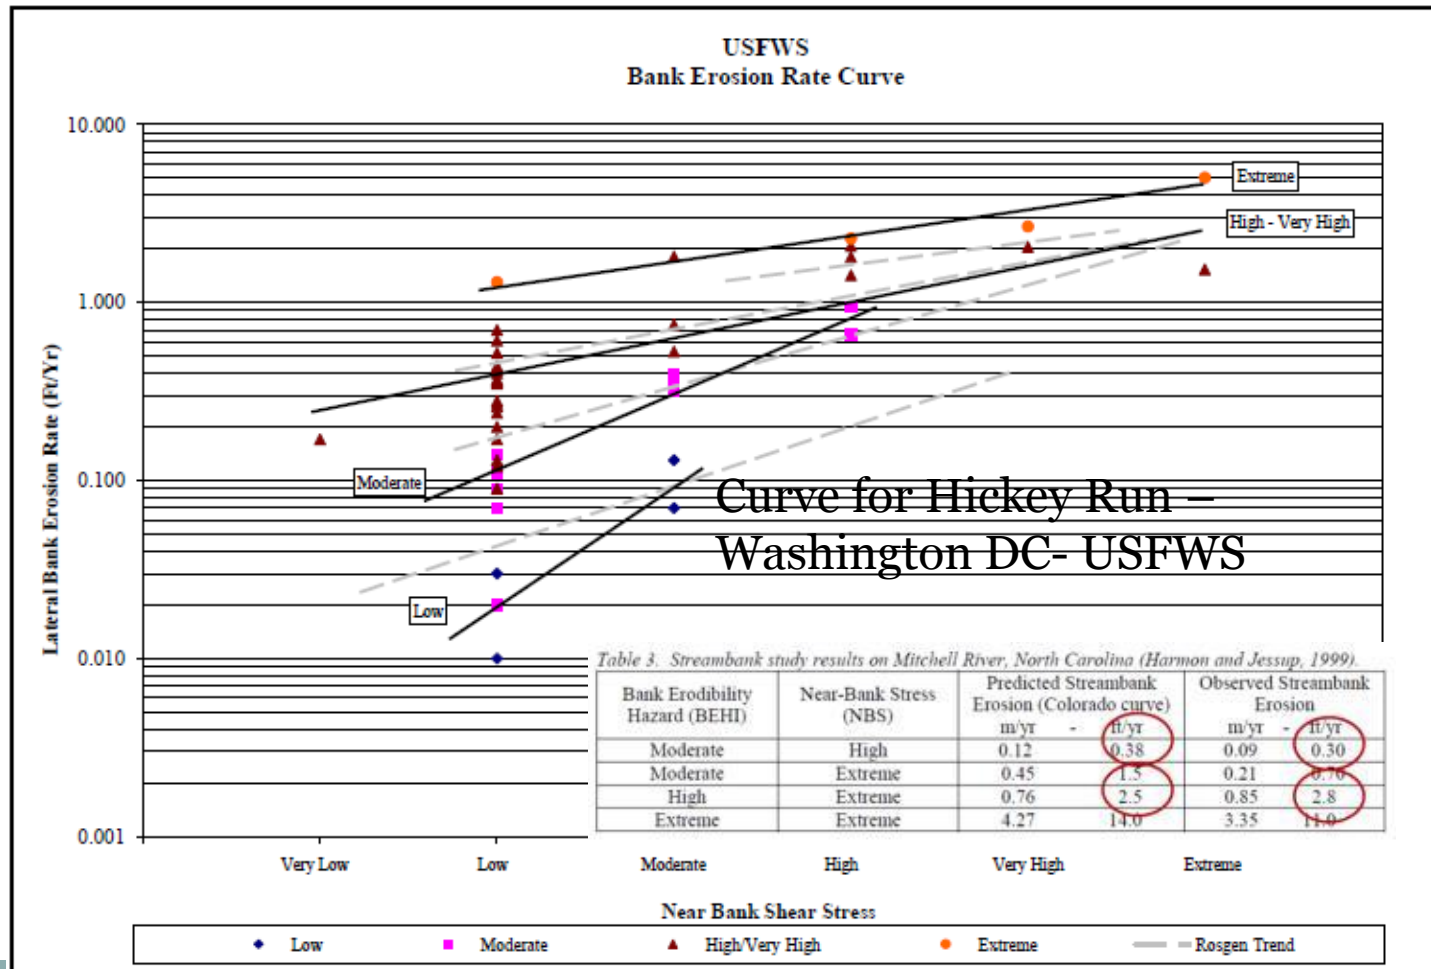 USFWS
Bank Erosion Rate Curve
10.000
1.000
0.100
0.010
0.001
Lateral Bank Erosion Rate (Ft/Yr)
Extreme
High - Very High
Moderate
Low
Curve for Hickey Run –
Washington DC- USFWS
Table 3. Streambank study results on Mitchell River, North Carolina (Harmon and Jessup, 1999).
Bank Erodibility Hazard (BEHI) Near-Bank Stress (NBS) Predicted Streambank Erosion (Colorado curve) Observed Streambank Erosion
m/yr - ft/yr m/yr - ft/yr
Moderate High 0.12 0.38 0.09 0.30
Moderate Extreme 0.45 1.5 0.21 0.70
High Extreme 0.76 2.5 0.85 2.8
Extreme Extreme 4.27 14.0 3.35 11.0
Very Low Low Moderate High Very High Extreme
Near Bank Shear Stress
Low Moderate High/Very High Extreme Rosgen Trend